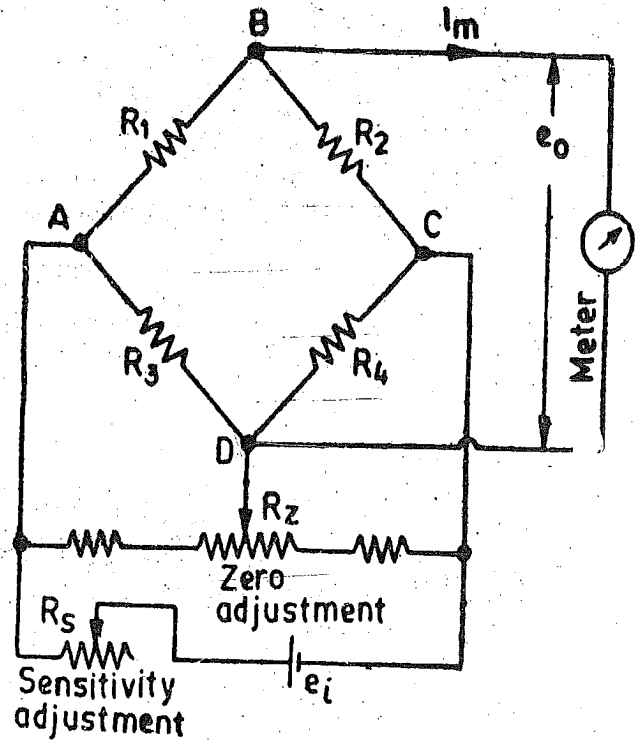 B
Im
R1
R2
eo
A
C
Meter
R3
R4
D
Rz
Zero
adjustment
Rs
ei
Sensitivity
adjustment